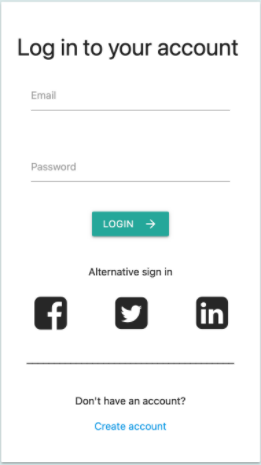 Log in to your account
Email
Password
LOGIN
Alternative sign in
Don't have an account?
Create account